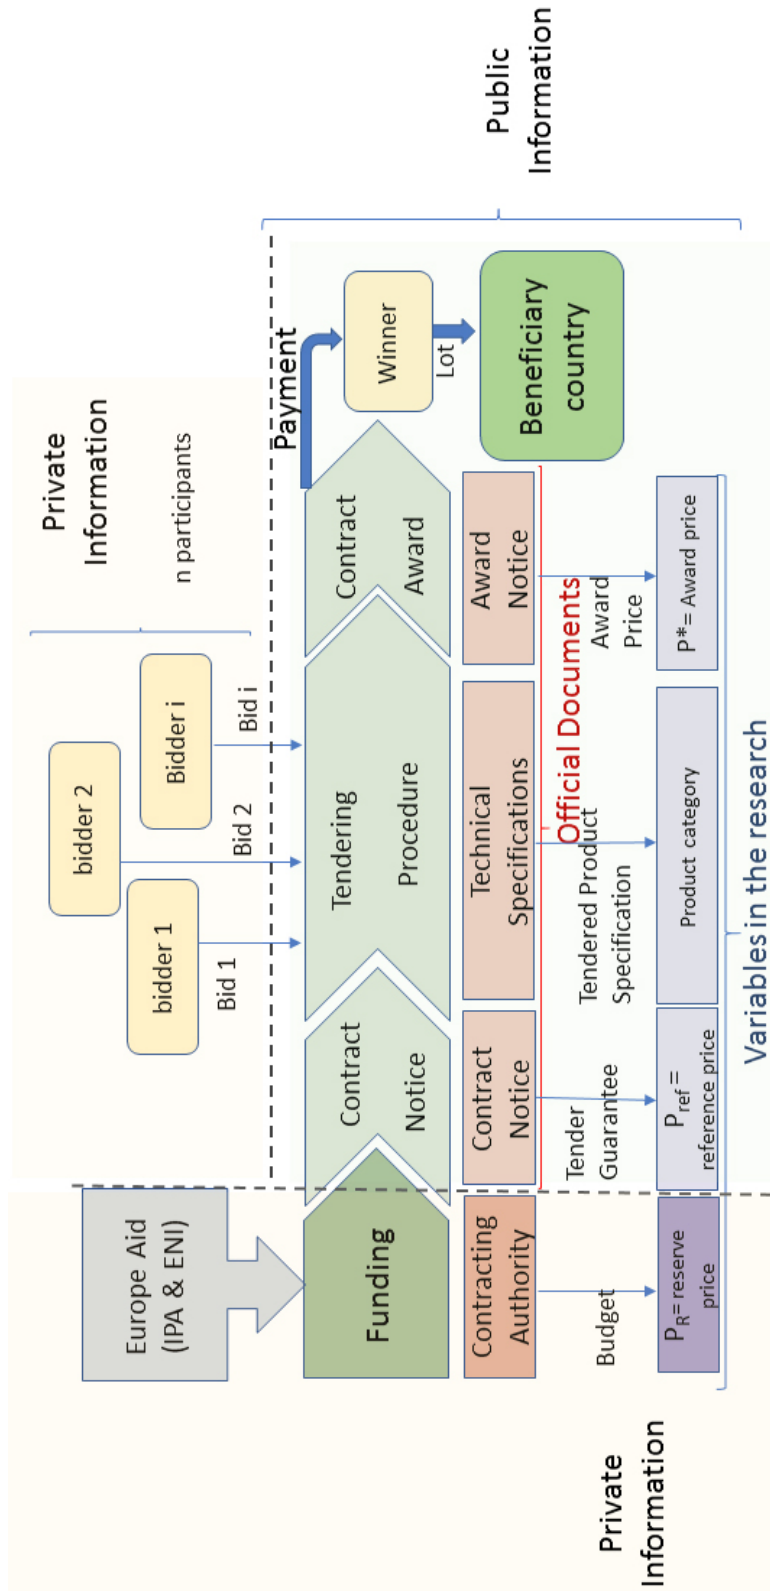 Private
Information
n participants
bidder 2
bidder 1
Bidder i
Bid 1
Bid 2
Bid i
Europe Aid
(IPA & ENI)
Funding
Contract
Notice
Tendering
Procedure
Contract
Award
Payment
Winner
Lot
Beneficiary
country
Public
Information
Contracting
Authority
Contract
Notice
Technical
Specifications
Award
Notice
Official Documents
Budget
Tender
Guarantee
Tendered Product
Specification
Award
Price
PR= reserve
price
Pref =
reference price
Product category
P*= Award price
Variables in the research
Private
Information